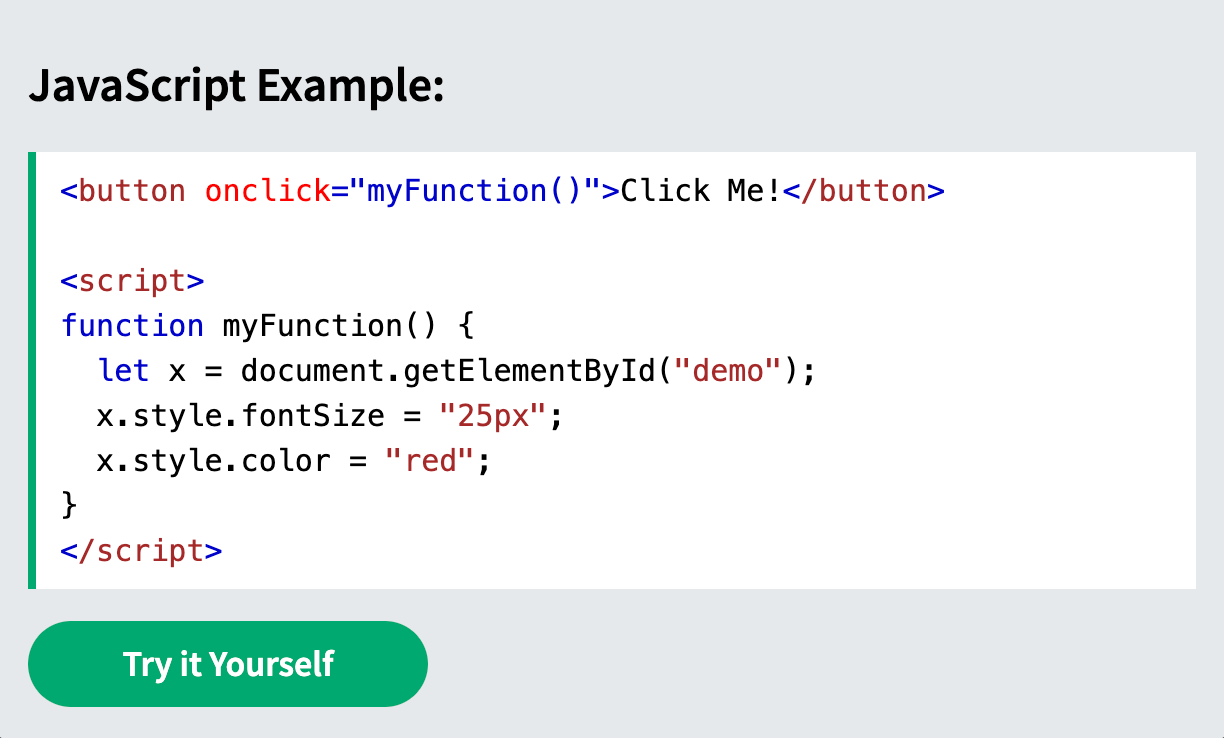 JavaScript Example:
<button onclick="myFunction()">Click Me!</button>
<script>
function myFunction() {
  let x = document.getElementById("demo");
  x.style.fontSize = "25px";
  x.style.color = "red";
}
</script>
Try it Yourself